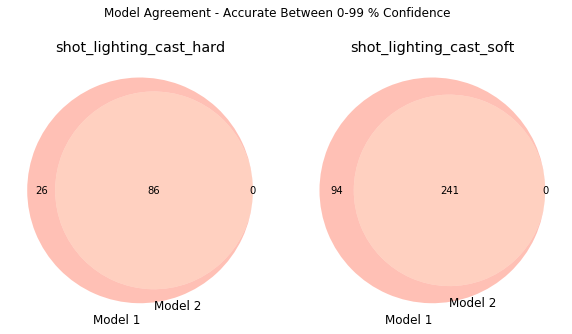 Model Agreement - Accurate Between 0-99 % Confidence
shot_lighting_cast_hard
26
86
0
Model 2
Model 1
shot_lighting_cast_soft
94
241
0
Model 2
Model 1